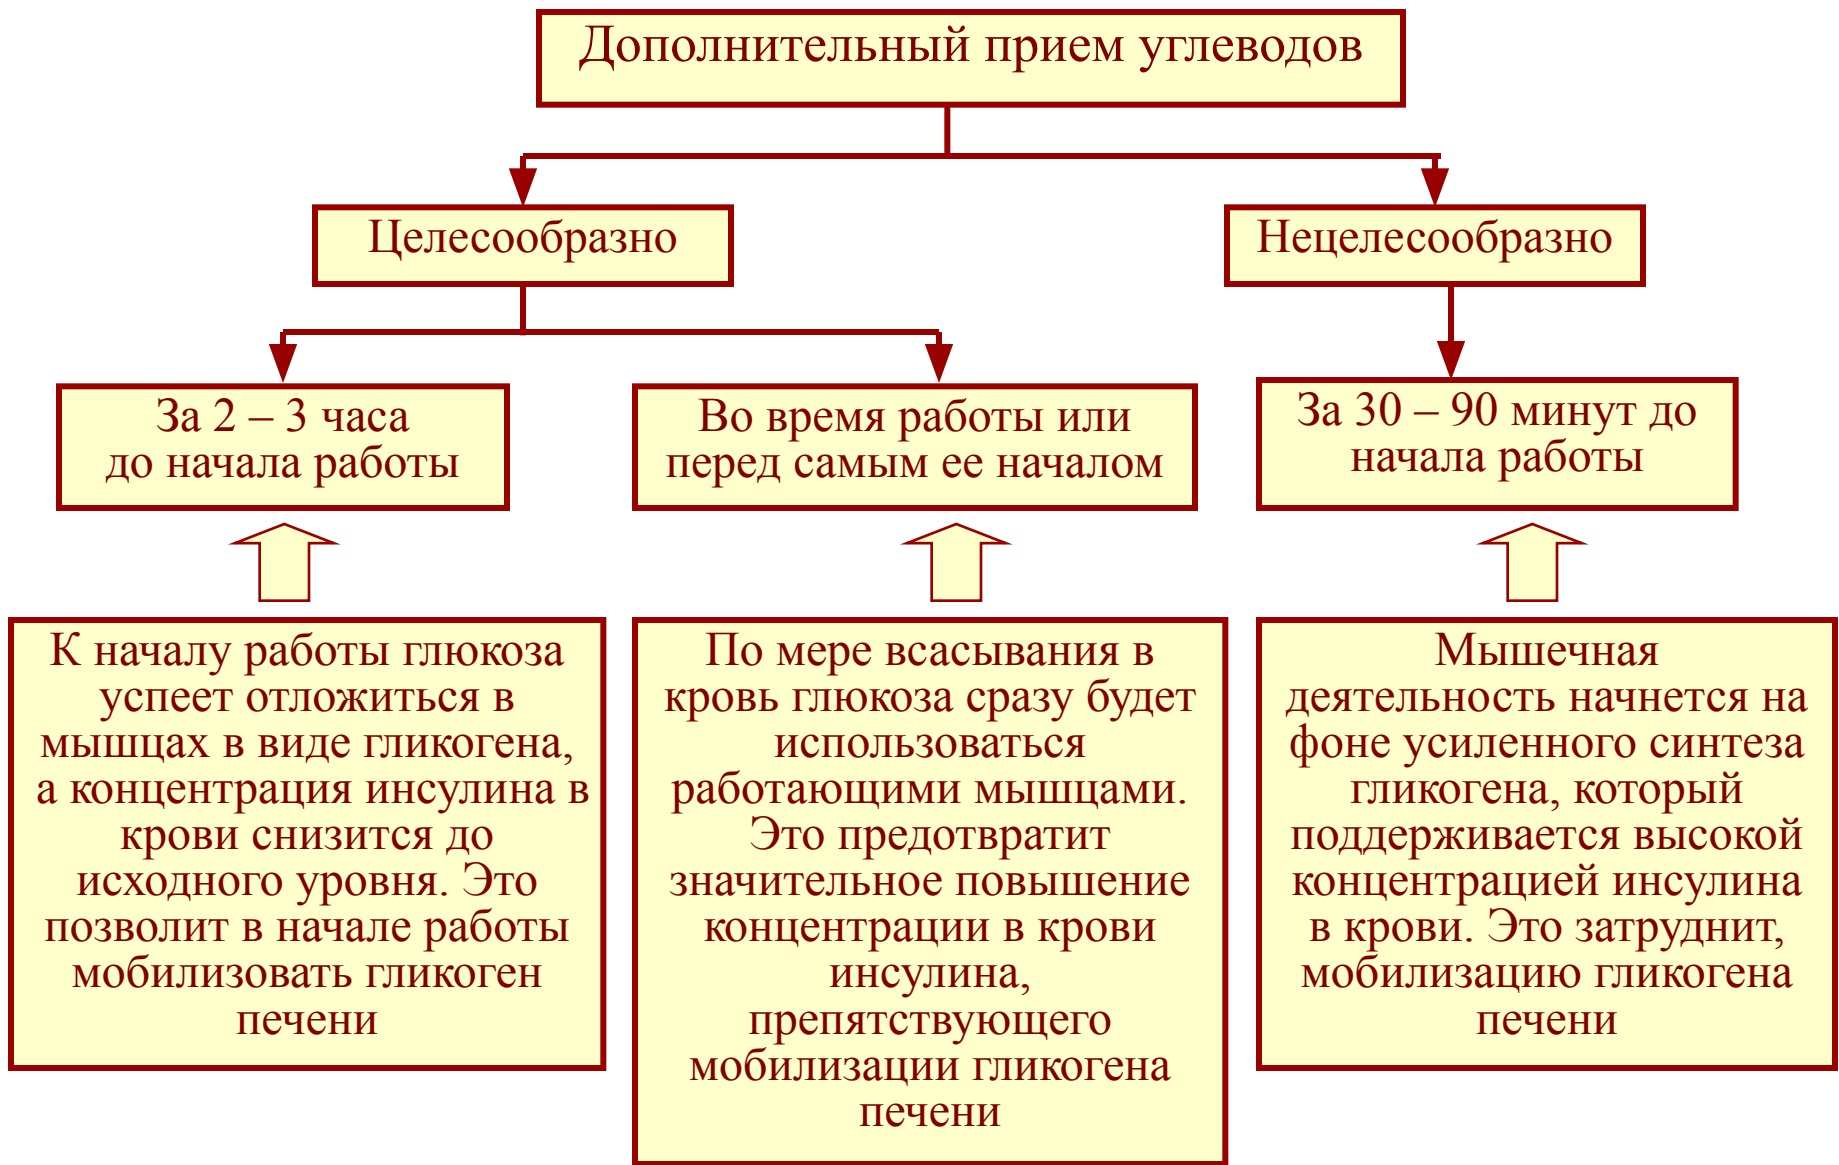 Дополнительный прием углеводов
Целесообразно
Нецелесообразно
За 2 – 3 часа
до начала работы
Во время работы или
перед самым ее началом
За 30 – 90 минут до
начала работы
К началу работы глюкоза
успеет отложиться в
мышцах в виде гликогена,
а концентрация инсулина в
крови снизится до
исходного уровня. Это
позволит в начале работы
мобилизовать гликоген
печени
По мере всасывания в
кровь глюкоза сразу будет
использоваться
работающими мышцами.
Это предотвратит
значительное повышение
концентрации в крови
инсулина,
препятствующего
мобилизации гликогена
печени
Мышечная
деятельность начнется на
фоне усиленного синтеза
гликогена, который
поддерживается высокой
концентрацией инсулина
в крови. Это затруднит,
мобилизацию гликогена
печени